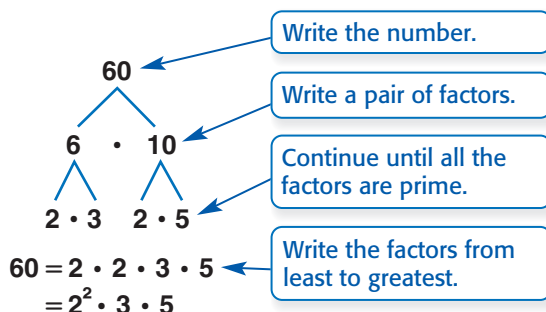 Write the number.
60
Write a pair of factors.
6 · 10
Continue until all the
factors are prime.
2 · 3 2 · 5
Write the factors from
least to greatest.
60 = 2 · 2 · 3 · 5
= 2² · 3 · 5